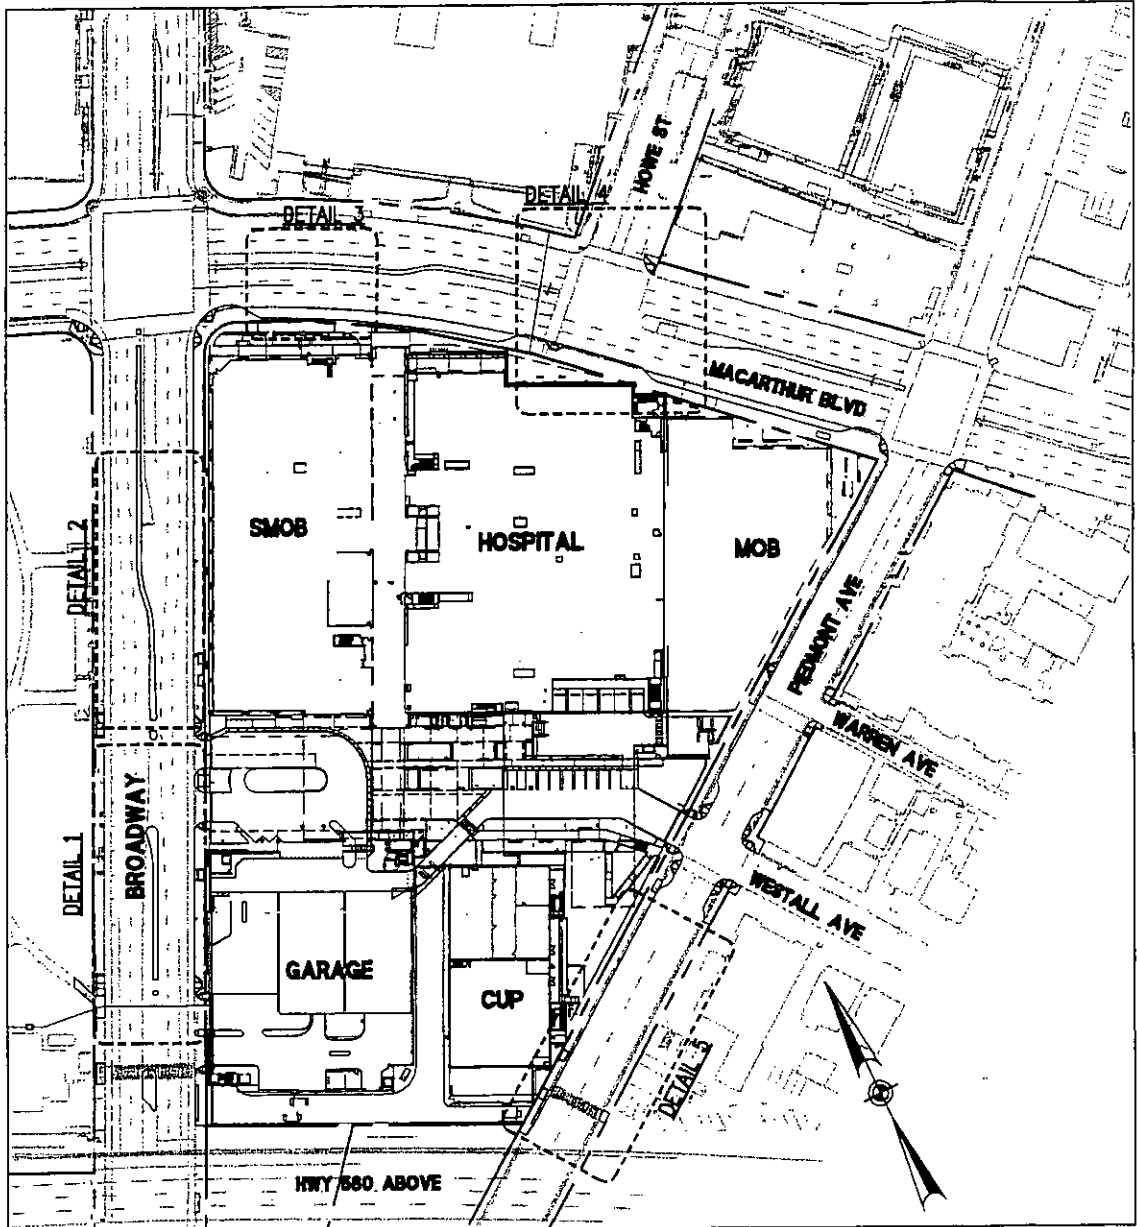 HOWE ST
DETAIL 4
DETAIL 3
MACARTHUR BLVD
SMOB
HOSPITAL
MOB
DETAIL 2
PIEDMONT AVE
WARREN AVE
BROADWAY
DETAIL 1
WESTALL AVE
GARAGE
CUP
DETAIL 5
HWY 580 ABOVE